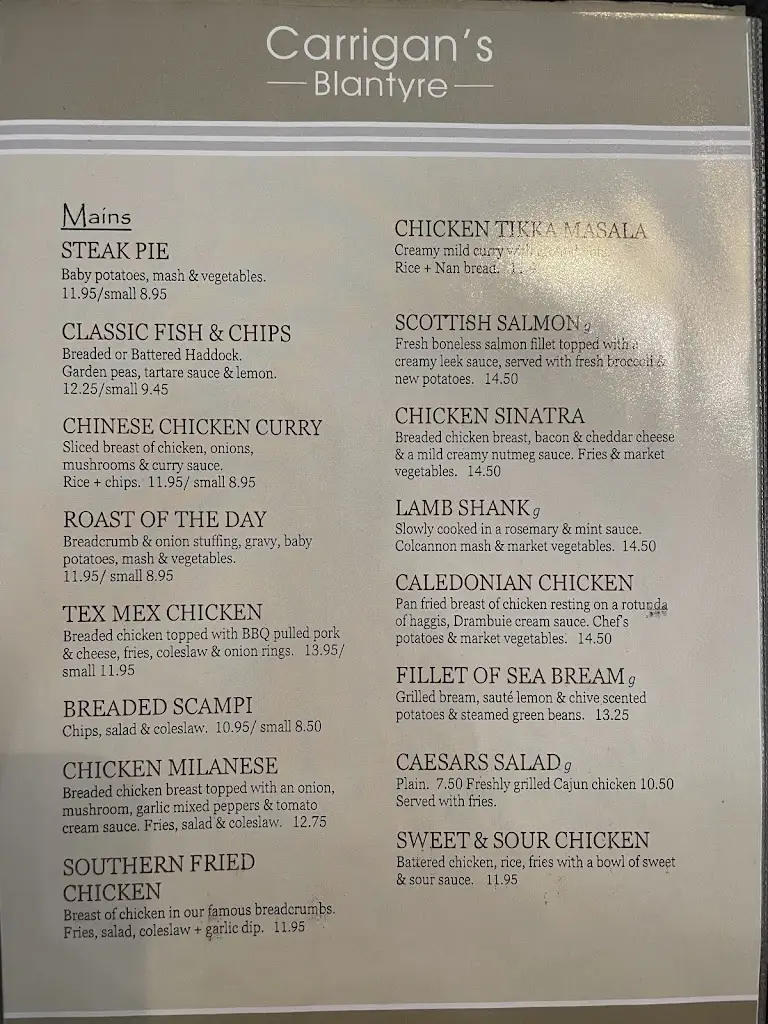 Carrigan's
Blantyre
Mains
STEAK PIE
Baby potatoes, mash & vegetables.
11.95/small 8.95
CLASSIC FISH & CHIPS
Breaded or Battered Haddock.
Garden peas, tartare sauce & lemon.
12.25/small 9.45
CHINESE CHICKEN CURRY
Sliced breast of chicken, onions,
mushrooms & curry sauce.
Rice + chips. 11.95/ small 8.95
ROAST OF THE DAY
Breadcrumb & onion stuffing, gravy, baby
potatoes, mash & vegetables.
11.95/ small 8.95
TEX MEX CHICKEN
Breaded chicken topped with BBQ pulled pork
& cheese, fries, coleslaw & onion rings. 13.95/
small 11.95
BREADED SCAMPI
Chips, salad & coleslaw. 10.95/ small 8.50
CHICKEN MILANESE
Breaded chicken breast topped with an onion,
mushroom, garlic mixed peppers & tomato
cream sauce. Fries, salad & coleslaw. 12.75
SOUTHERN FRIED
CHICKEN
Breast of chicken in our famous breadcrumbs.
Fries, salad, coleslaw + garlic dip. 11.95
CHICKEN TIKKA MASALA
Creamy mild curry
Rice + Nan bread.
SCOTTISH SALMON g
Fresh boneless salmon fillet topped with a
creamy leek sauce, served with fresh broccoli &
new potatoes. 14.50
CHICKEN SINATRA
Breaded chicken breast, bacon & cheddar cheese
& a mild creamy nutmeg sauce. Fries & market
vegetables. 14.50
LAMB SHANK g
Slowly cooked in a rosemary & mint sauce.
Colcannon mash & market vegetables. 14.50
CALEDONIAN CHICKEN
Pan fried breast of chicken resting on a rotunda
of haggis, Drambuie cream sauce. Chef's
potatoes & market vegetables. 14.50
FILLET OF SEA BREAM g
Grilled bream, sauté lemon & chive scented
potatoes & steamed green beans. 13.25
CAESARS SALAD g
Plain. 7.50 Freshly grilled Cajun chicken 10.50
Served with fries.
SWEET & SOUR CHICKEN
Battered chicken, rice, fries with a bowl of sweet
& sour sauce. 11.95